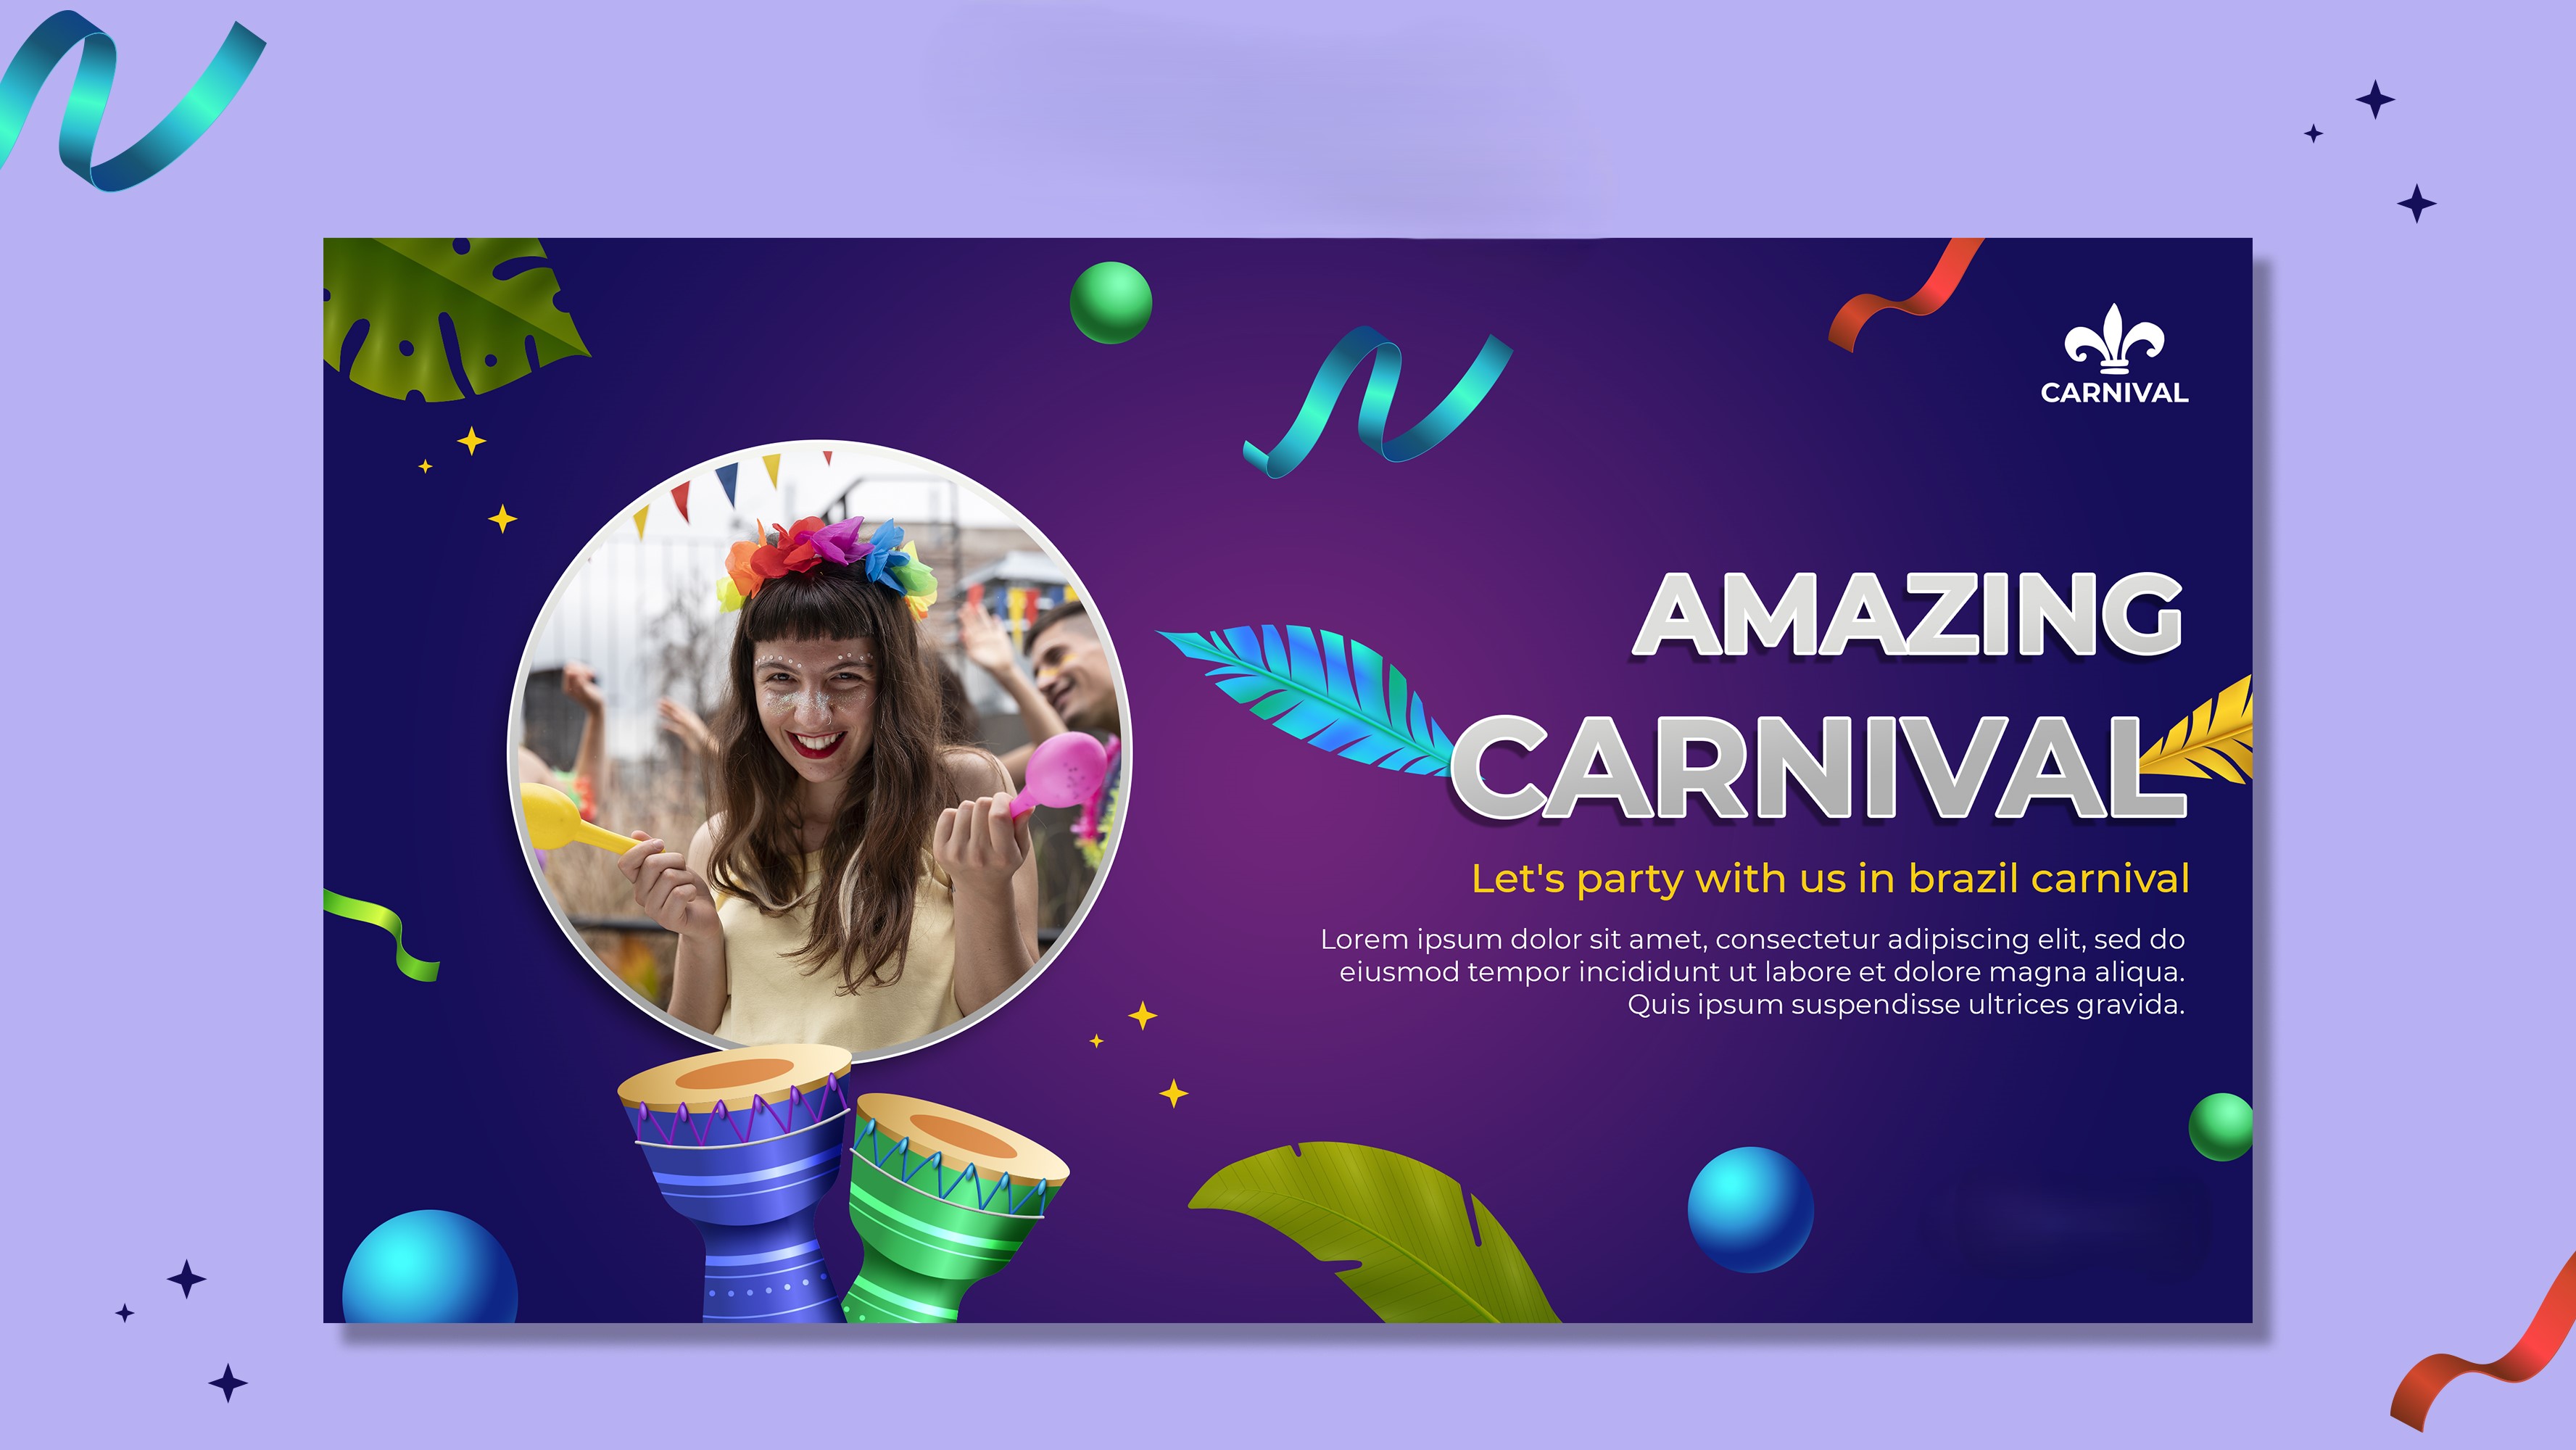 CARNIVAL
AMAZING
CARNIVAL
Let's party with us in brazil carnival
Lorem ipsum dolor sit amet, consectetur adipiscing elit, sed do
eiusmod tempor incididunt ut labore et dolore magna aliqua.
Quis ipsum suspendisse ultrices gravida.